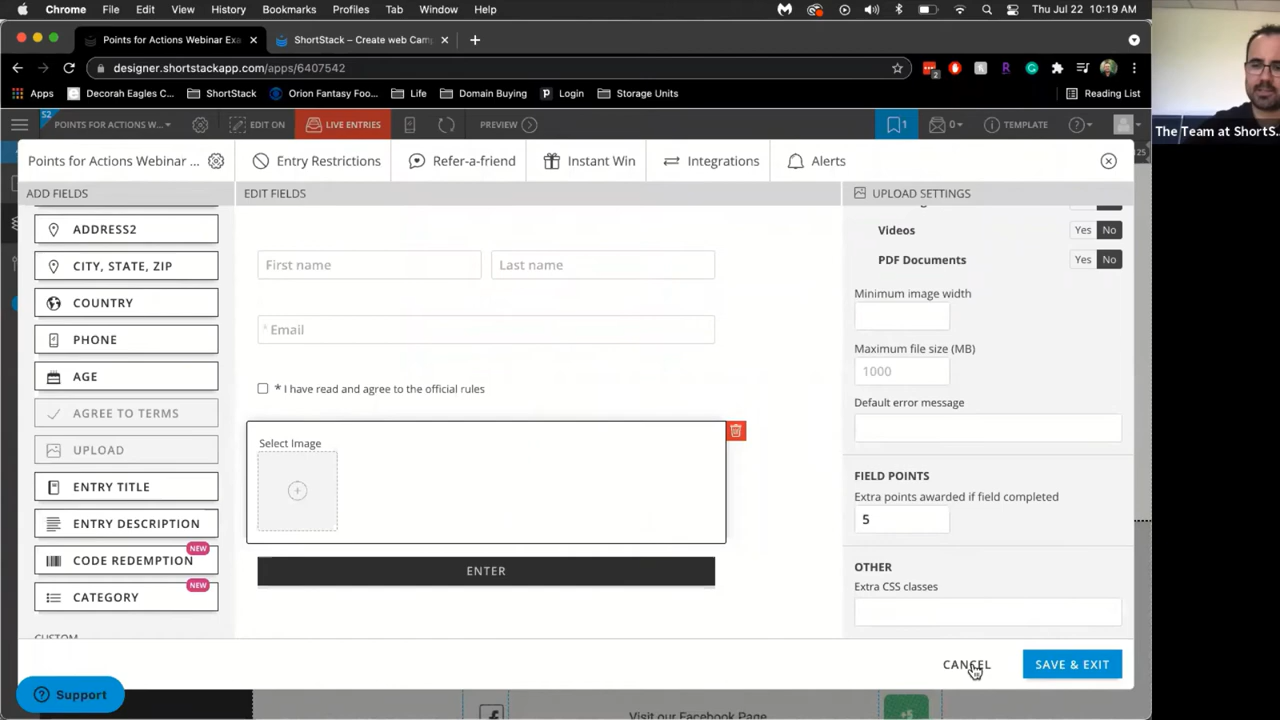 Chrome File Edit View History Bookmarks Profiles Tab Window Help Thu Jul 22 10:19 AM
Points for Actions Webinar Exa ShortStack – Create web Cam
designer.shortstackapp.com/apps/6407542
Apps Decorah Eagles C... ShortStack Orion Fantasy Foo... Life Domain Buying Login Storage Units Reading List
The Team at ShortS...
52 POINTS FOR ACTIONS W... EDIT ON LIVE ENTRIES PREVIEW 1 0 TEMPLATE
Points for Actions Webinar ... Entry Restrictions Refer-a-friend Instant Win Integrations Alerts
ADD FIELDS
ADDRESS2
CITY, STATE, ZIP
COUNTRY
PHONE
AGE
AGREE TO TERMS
UPLOAD
ENTRY TITLE
ENTRY DESCRIPTION
NEW
CODE REDEMPTION
NEW
CATEGORY
CUSTOM
EDIT FIELDS
First name Last name
* Email
* I have read and agree to the official rules
Select Image
ENTER
UPLOAD SETTINGS
Videos Yes No
PDF Documents Yes No
Minimum image width
Maximum file size (MB)
1000
Default error message
FIELD POINTS
Extra points awarded if field completed
5
OTHER
Extra CSS classes
CANCEL SAVE & EXIT
Support
Visit our Facebook Page +5